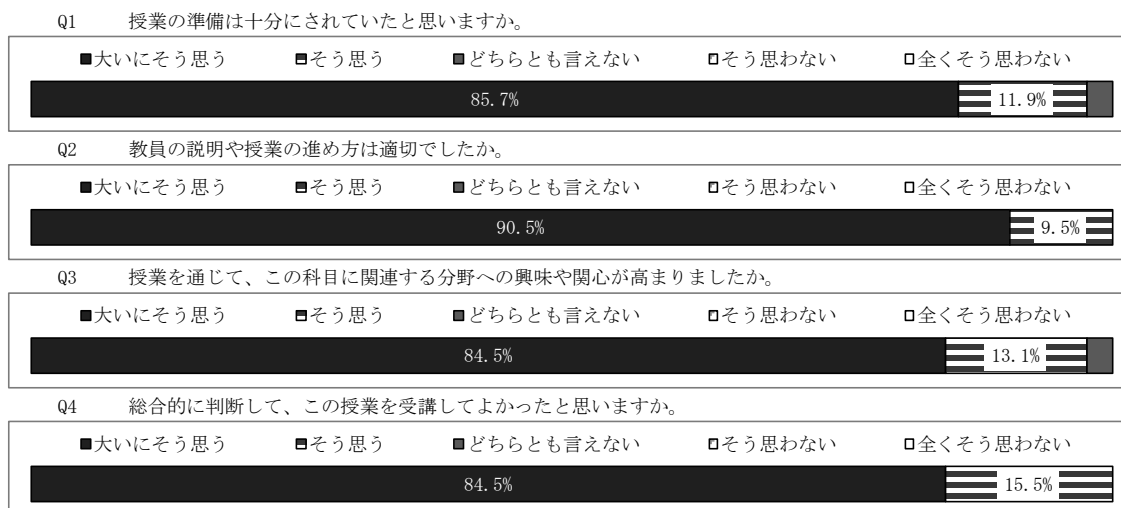 Q1 授業の準備は十分にされていたと思いますか。
■大いにそう思う そう思う ■どちらとも言えない そう思わない □全くそう思わない
85.7% 11.9%
Q2 教員の説明や授業の進め方は適切でしたか。
■大いにそう思う そう思う ■どちらとも言えない そう思わない □全くそう思わない
90.5% 9.5%
Q3 授業を通じて、この科目に関連する分野への興味や関心が高まりましたか。
■大いにそう思う そう思う ■どちらとも言えない そう思わない □全くそう思わない
84.5% 13.1%
Q4 総合的に判断して、この授業を受講してよかったと思いますか。
■大いにそう思う そう思う ■どちらとも言えない そう思わない □全くそう思わない
84.5% 15.5%